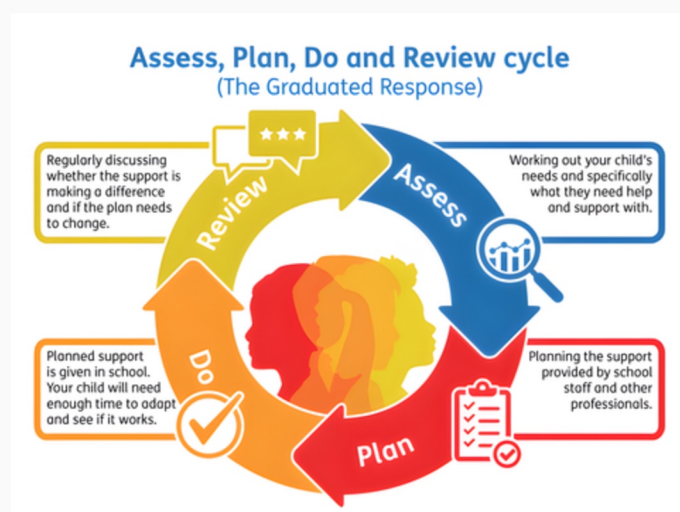 Assess, Plan, Do and Review cycle
(The Graduated Response)
Regularly discussing
whether the support is
making a difference
and if the plan needs
to change.
Review
Assess
Working out your child's
needs and specifically
what they need help
and support with.
Planned support
is given in school.
Your child will need
enough time to adapt
and see if it works.
Do
Plan
Planning the support
provided by school
staff and other
professionals.